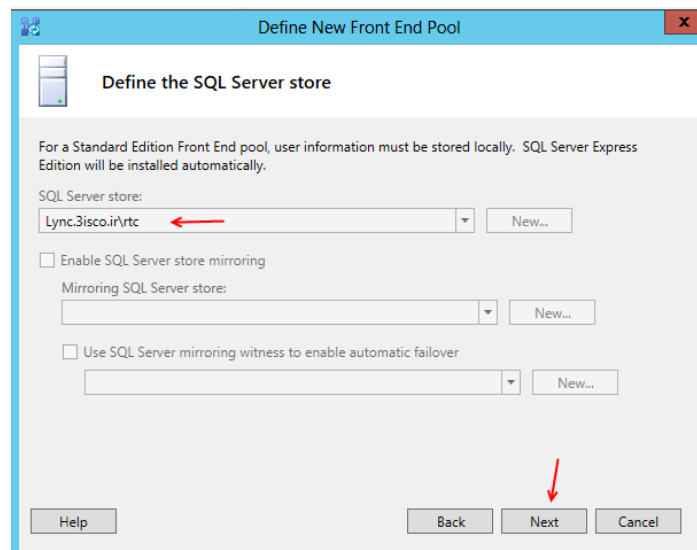 Define New Front End Pool
x
Define the SQL Server store
For a Standard Edition Front End pool, user information must be stored locally.  SQL Server Express
Edition will be installed automatically.
SQL Server store:
Lync.3isco.ir\rtc
New...
Enable SQL Server store mirroring
Mirroring SQL Server store:
New...
Use SQL Server mirroring witness to enable automatic failover
New...
Help
Back
Next
Cancel